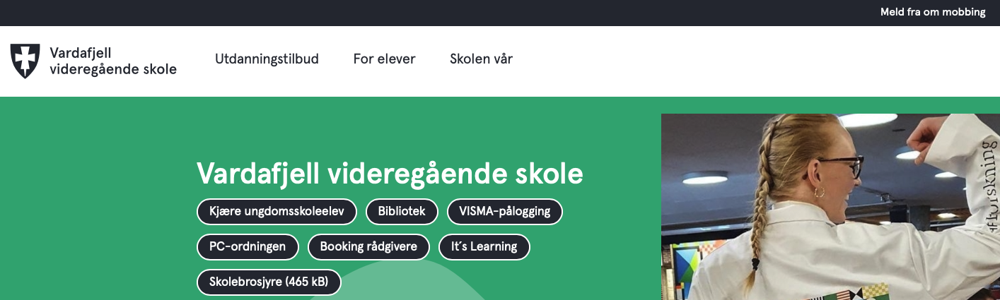 Meld fra om mobbing
Vardafjell
videregående skole
Utdanningstilbud
For elever
Skolen vår
Vardafjell videregående skole
Kjære ungdomsskoleelev
Bibliotek
VISMA-pålogging
PC-ordningen
Booking rådgivere
It´s Learning
Skolebrosjyre (465 kB)
forskning